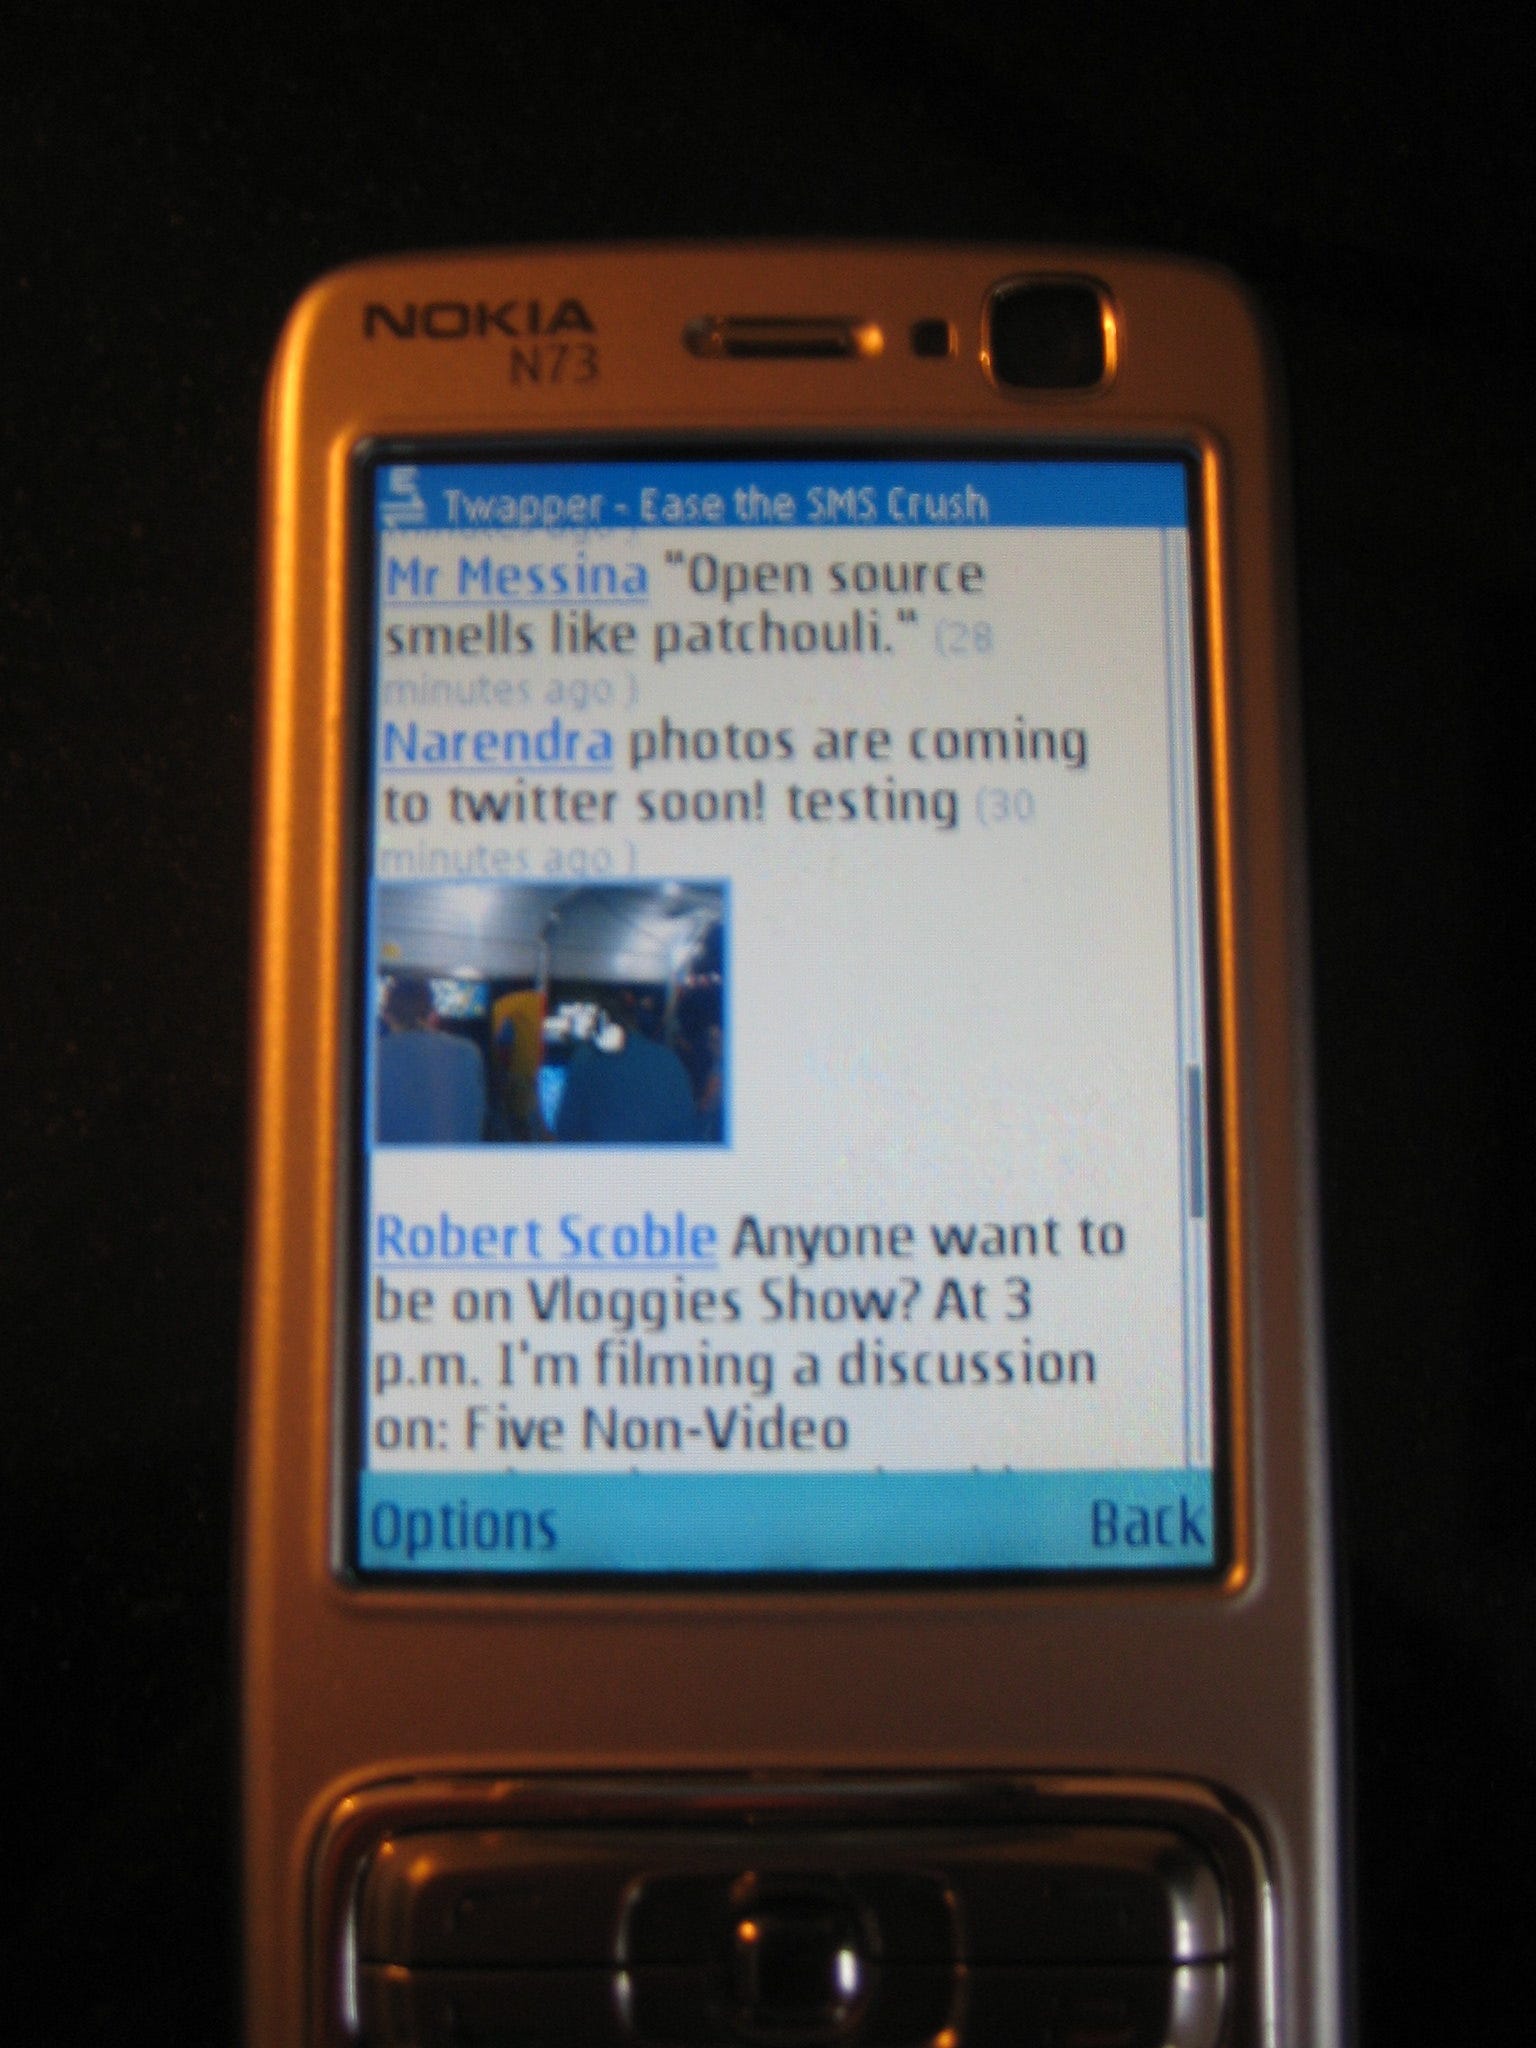 NOKIA
N73
Twapper - Ease the SMS Crush
minutes ago )
Mr Messina "Open source
smells like patchouli." (28
minutes ago )
Narendra photos are coming
to twitter soon! testing (30
minutes ago )
Robert Scoble Anyone want to
be on Vloggies Show? At 3
p.m. I'm filming a discussion
on: Five Non-Video
Options Back